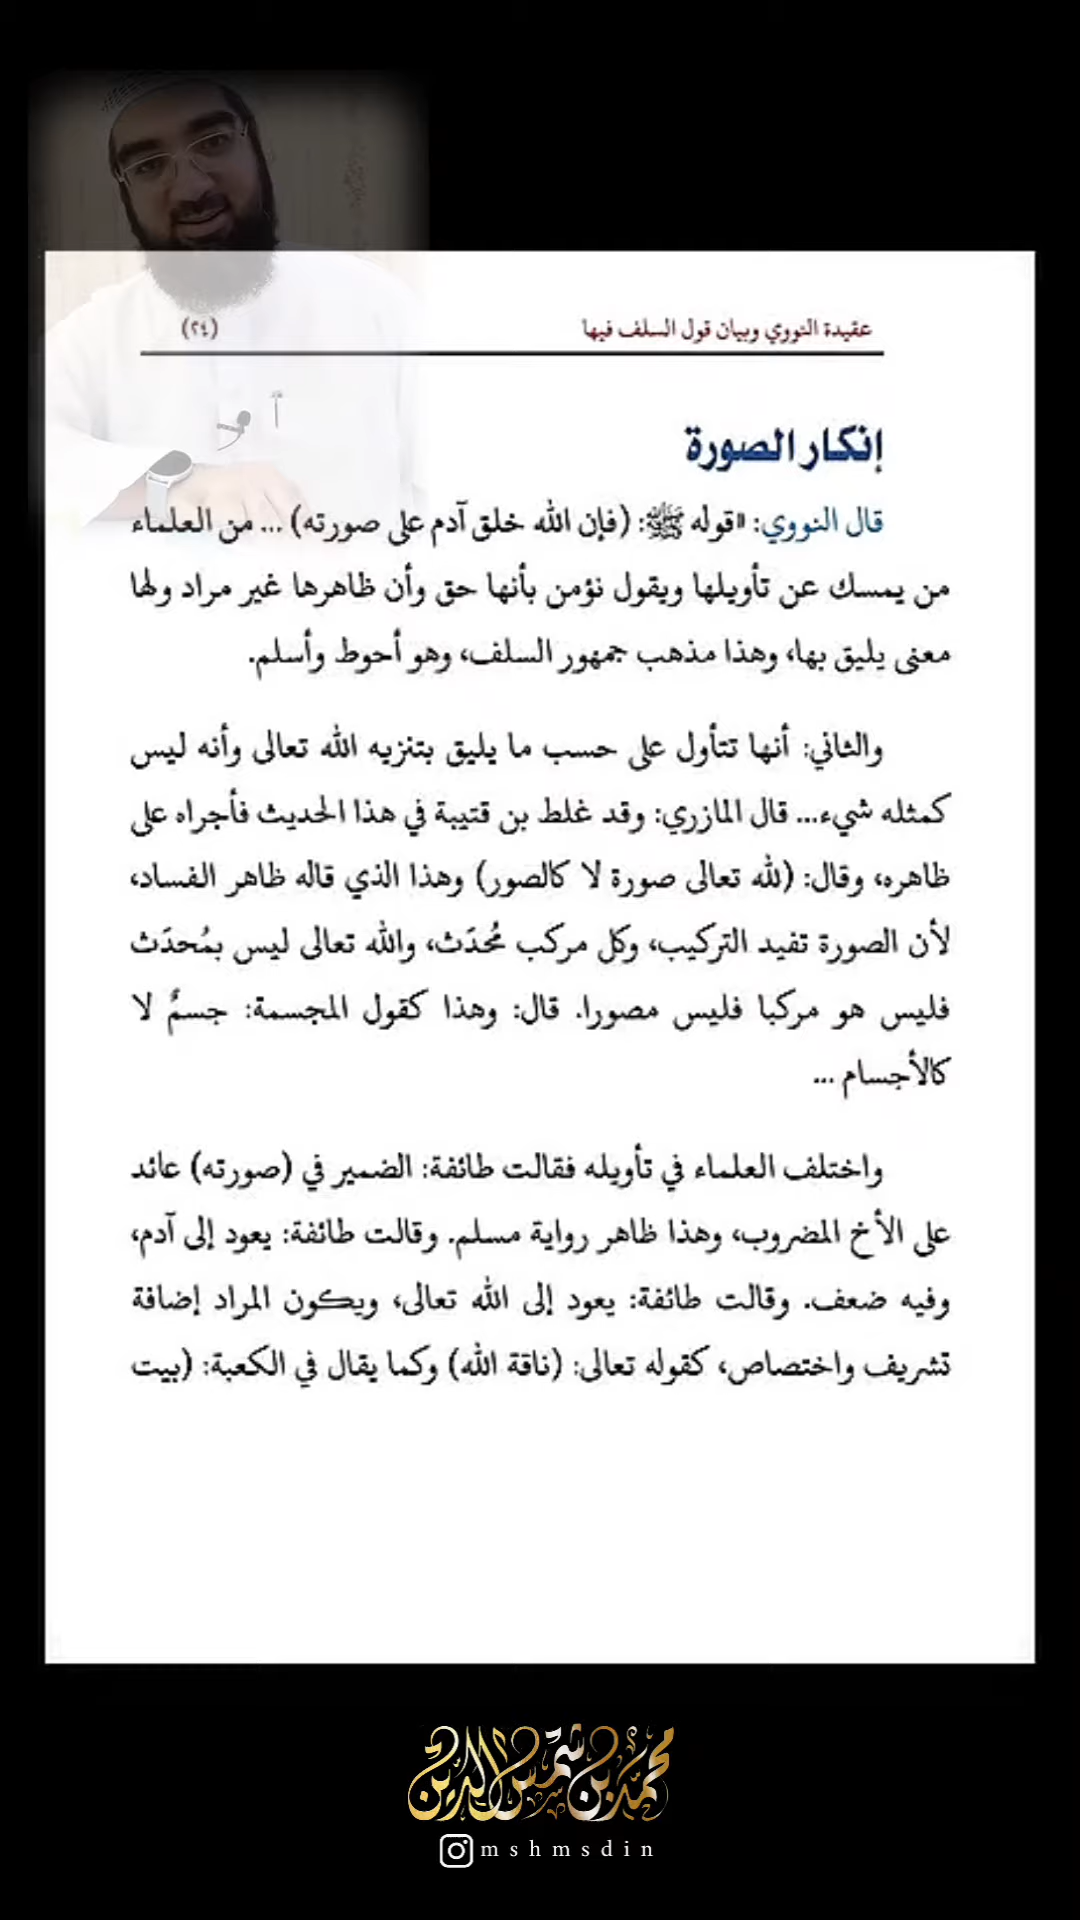 عقيدة النووي وبيان قول السلف فيها (٢٤)
إنكار الصورة
قال النووي: «قوله ﷺ: (فإن الله خلق آدم على صورته) ... من العلماء
من يمسك عن تأويلها ويقول نؤمن بأنها حق وأن ظاهرها غير مراد ولها
معنى يليق بها، وهذا مذهب جمهور السلف، وهو أحوط وأسلم.
والثاني: أنها تتأول على حسب ما يليق بتنزيه الله تعالى وأنه ليس
كمثله شيء... قال المازري: وقد غلط بن قتيبة في هذا الحديث فأجراه على
ظاهره، وقال: (لله تعالى صورة لا كالصور) وهذا الذي قاله ظاهر الفساد،
لأن الصورة تفيد التركيب، وكل مركب مُحدَث، والله تعالى ليس بمُحدَث
فليس هو مركبا فليس مصورا. قال: وهذا كقول المجسمة: جسمٌ لا
كالأجسام ...
واختلف العلماء في تأويله فقالت طائفة: الضمير في (صورته) عائد
على الأخ المضروب، وهذا ظاهر رواية مسلم. وقالت طائفة: يعود إلى آدم،
وفيه ضعف. وقالت طائفة: يعود إلى الله تعالى، ويكون المراد إضافة
تشريف واختصاص، كقوله تعالى: (ناقة الله) وكما يقال في الكعبة: (بيت
محمد بن شمس الدين
mshmsdin